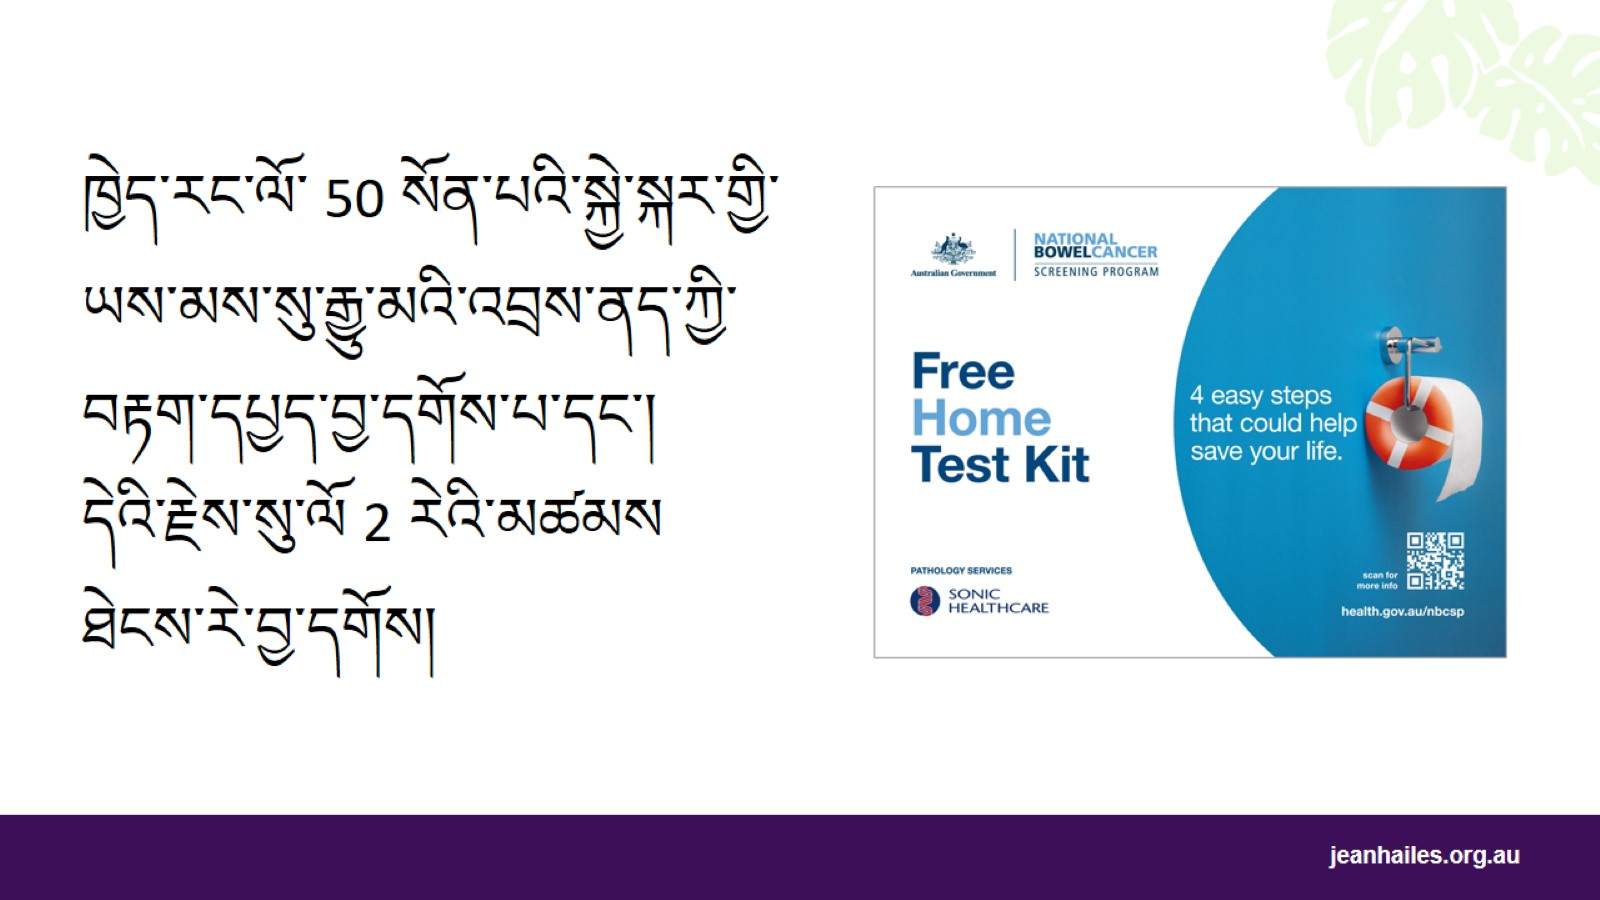 ཁྱེད་རང་ལོ་ 50 སོན་པའི་སྐྱེ་སྐར་གྱི་
ཡས་མས་སུ་རྒྱུ་མའི་འབྲས་ནད་ཀྱི་
བརྟག་དཔྱད་བྱ་དགོས་པ་དང་།
དེའི་རྗེས་སུ་ལོ་ 2 རེའི་མཚམས
ཐེངས་རེ་བྱ་དགོས།
Australian Government
NATIONAL
BOWELCANCER
SCREENING PROGRAM
Free
Home
Test Kit
4 easy steps
that could help
save your life.
PATHOLOGY SERVICES
SONIC
HEALTHCARE
scan for
more info
health.gov.au/nbcsp
jeanhailes.org.au